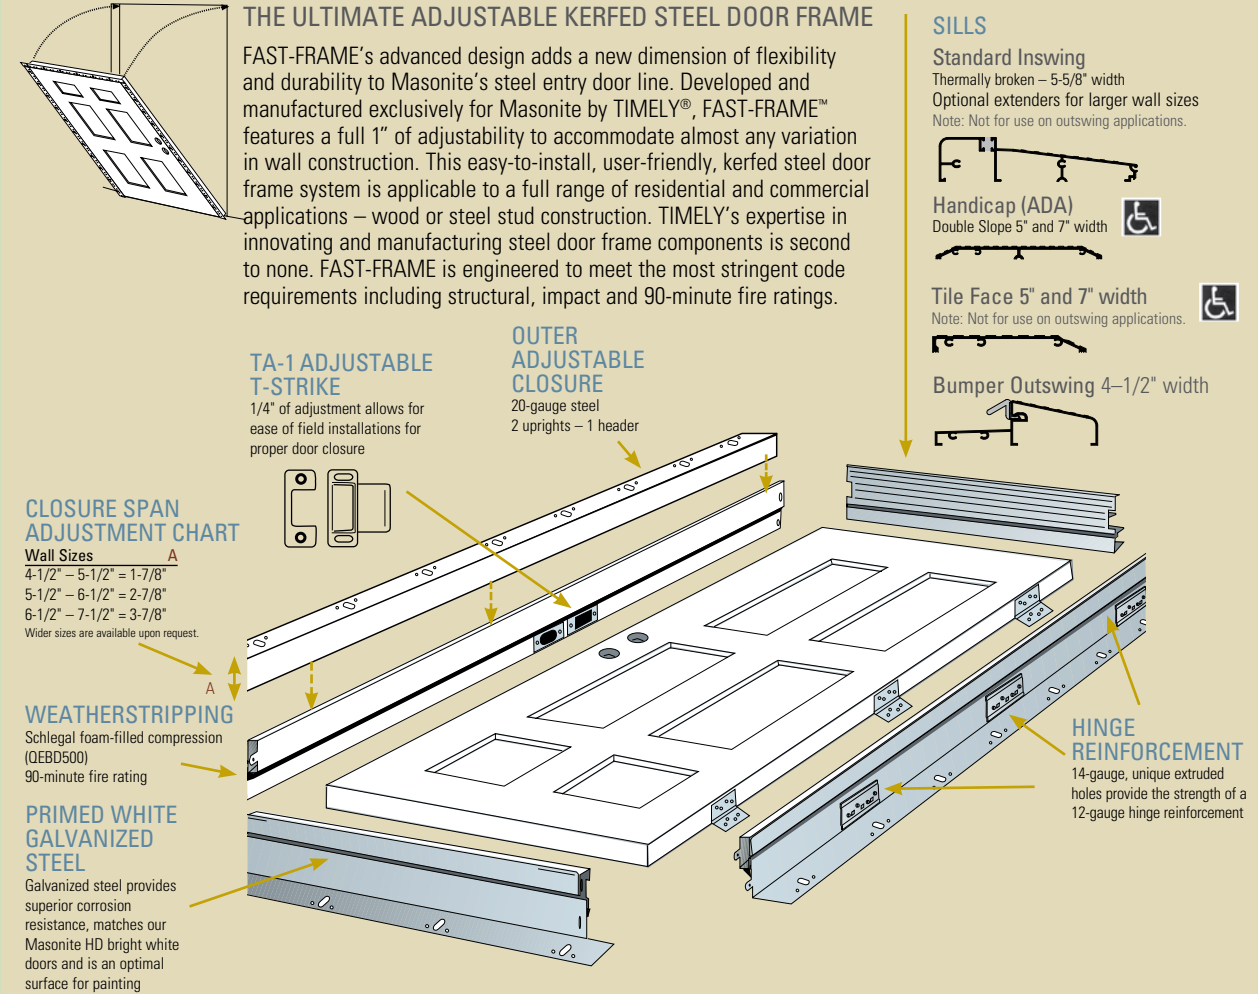 THE ULTIMATE ADJUSTABLE KERFED STEEL DOOR FRAME
FAST-FRAME's advanced design adds a new dimension of flexibility
and durability to Masonite's steel entry door line. Developed and
manufactured exclusively for Masonite by TIMELY®, FAST-FRAME™
features a full 1" of adjustability to accommodate almost any variation
in wall construction. This easy-to-install, user-friendly, kerfed steel door
frame system is applicable to a full range of residential and commercial
applications – wood or steel stud construction. TIMELY's expertise in
innovating and manufacturing steel door frame components is second
to none. FAST-FRAME is engineered to meet the most stringent code
requirements including structural, impact and 90-minute fire ratings.
SILLS
Standard Inswing
Thermally broken – 5-5/8" width
Optional extenders for larger wall sizes
Note: Not for use on outswing applications.
Handicap (ADA)
Double Slope 5" and 7" width
Tile Face 5" and 7" width
Note: Not for use on outswing applications.
Bumper Outswing 4–1/2" width
TA-1 ADJUSTABLE
T-STRIKE
1/4" of adjustment allows for
ease of field installations for
proper door closure
OUTER
ADJUSTABLE
CLOSURE
20-gauge steel
2 uprights – 1 header
CLOSURE SPAN
ADJUSTMENT CHART
Wall Sizes A
4-1/2" – 5-1/2" = 1-7/8"
5-1/2" – 6-1/2" = 2-7/8"
6-1/2" – 7-1/2" = 3-7/8"
Wider sizes are available upon request.
A
WEATHERSTRIPPING
Schlegal foam-filled compression
(QEBD500)
90-minute fire rating
PRIMED WHITE
GALVANIZED
STEEL
Galvanized steel provides
superior corrosion
resistance, matches our
Masonite HD bright white
doors and is an optimal
surface for painting
HINGE
REINFORCEMENT
14-gauge, unique extruded
holes provide the strength of a
12-gauge hinge reinforcement